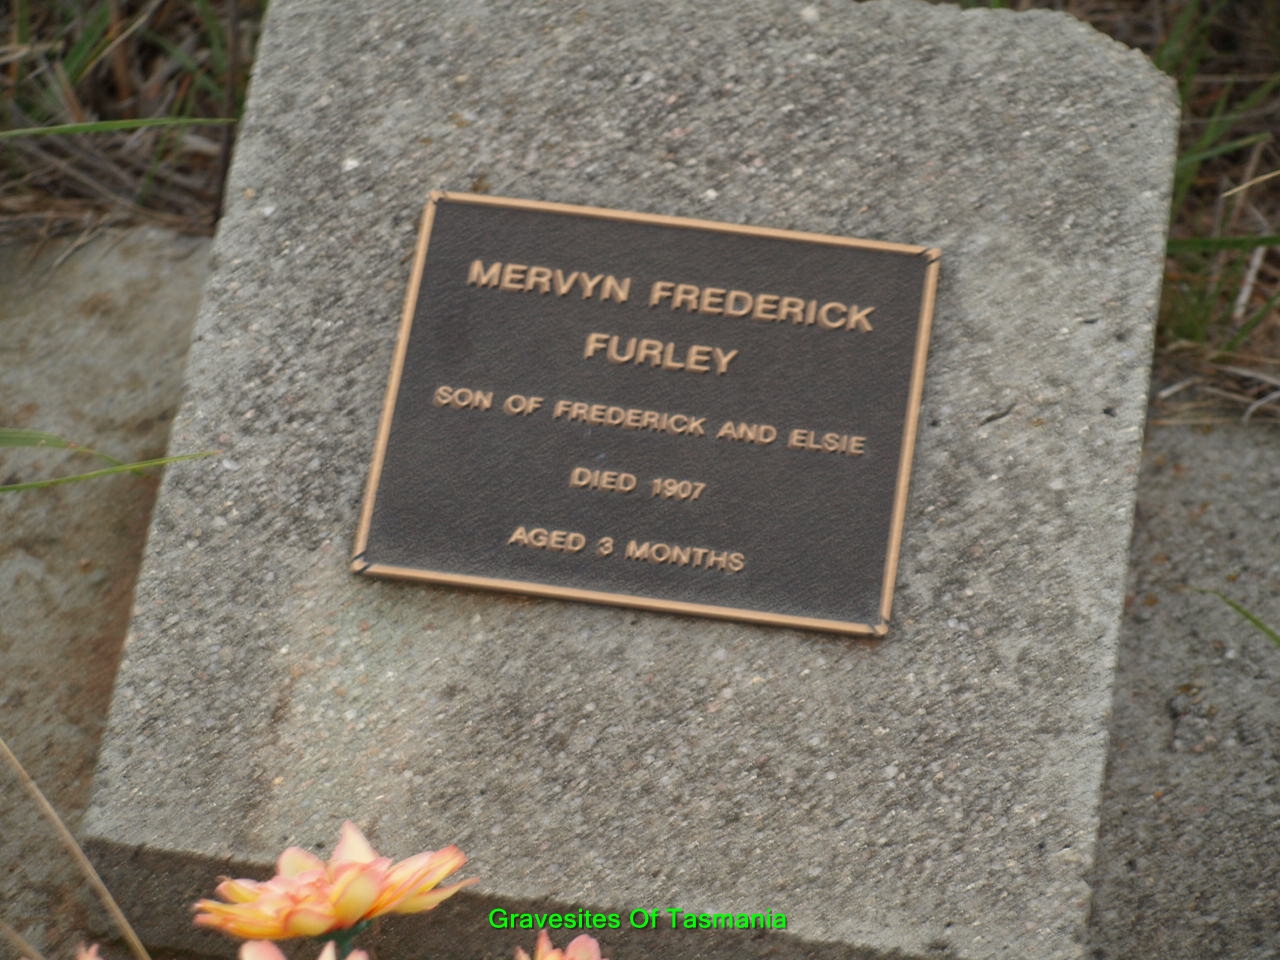 MERVYN FREDERICK
FURLEY
SON OF FREDERICK AND ELSIE
DIED 1907
AGED 3 MONTHS
Gravesites Of Tasmania